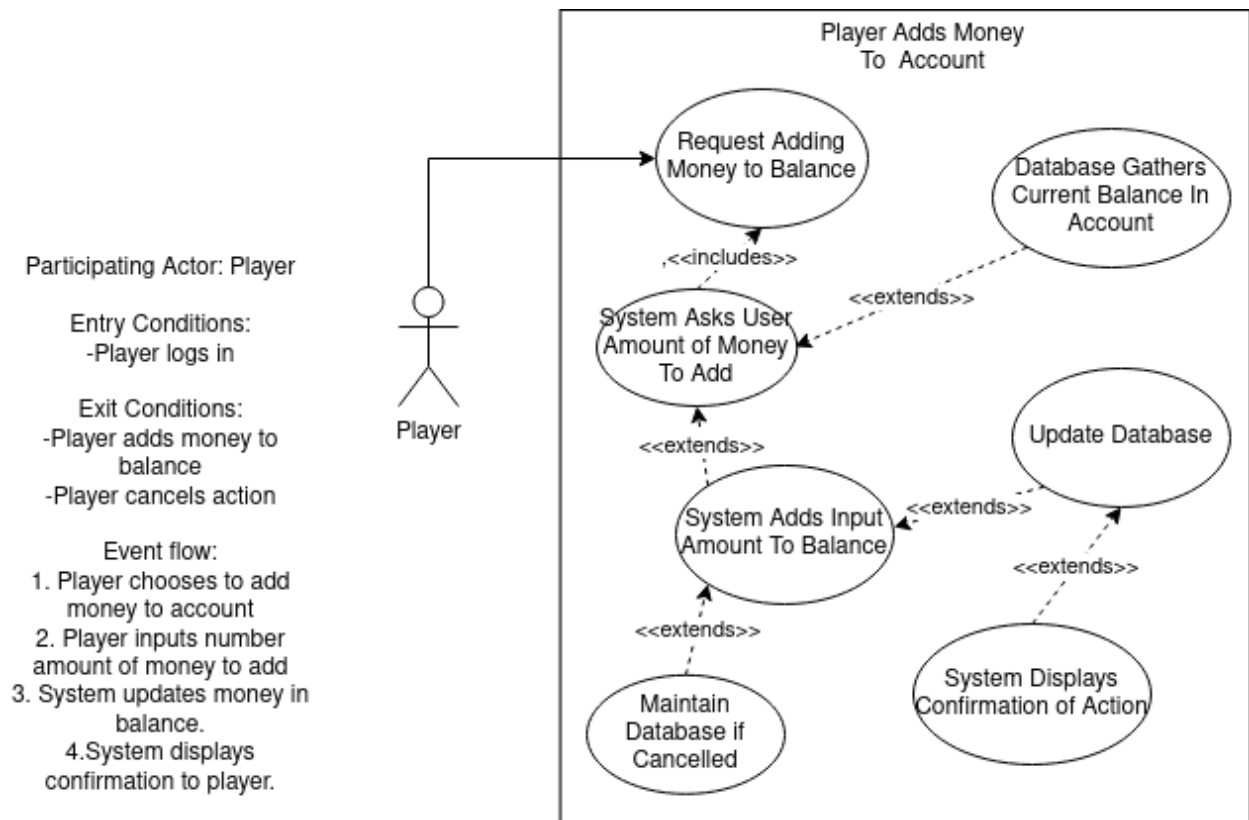 Player Adds Money
To Account
Request Adding
Money to Balance
Database Gathers
Current Balance In
Account
<<includes>>
<<extends>>
System Asks User
Amount of Money
To Add
Participating Actor: Player
Entry Conditions:
-Player logs in
Exit Conditions:
-Player adds money to
balance
-Player cancels action
Event flow:
1. Player chooses to add
money to account
2. Player inputs number
amount of money to add
3. System updates money in
balance.
4.System displays
confirmation to player.
Player
<<extends>>
Update Database
System Adds Input
Amount To Balance
<<extends>>
<<extends>>
<<extends>>
Maintain
Database if
Cancelled
System Displays
Confirmation of Action